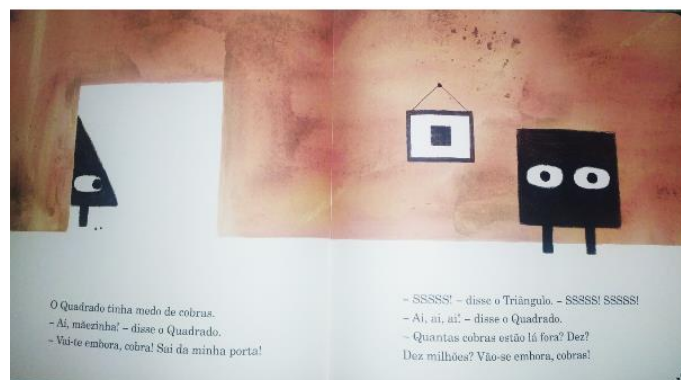 O Quadrado tinha medo de cobras.
– Ai, mãezinha! – disse o Quadrado.
– Vai-te embora, cobra! Sai da minha porta!
– SSSSS! – disse o Triângulo. – SSSSS! SSSSS!
– Ai, ai, ai! – disse o Quadrado.
– Quantas cobras estão lá fora? Dez?
Dez milhões? Vão-se embora, cobras!